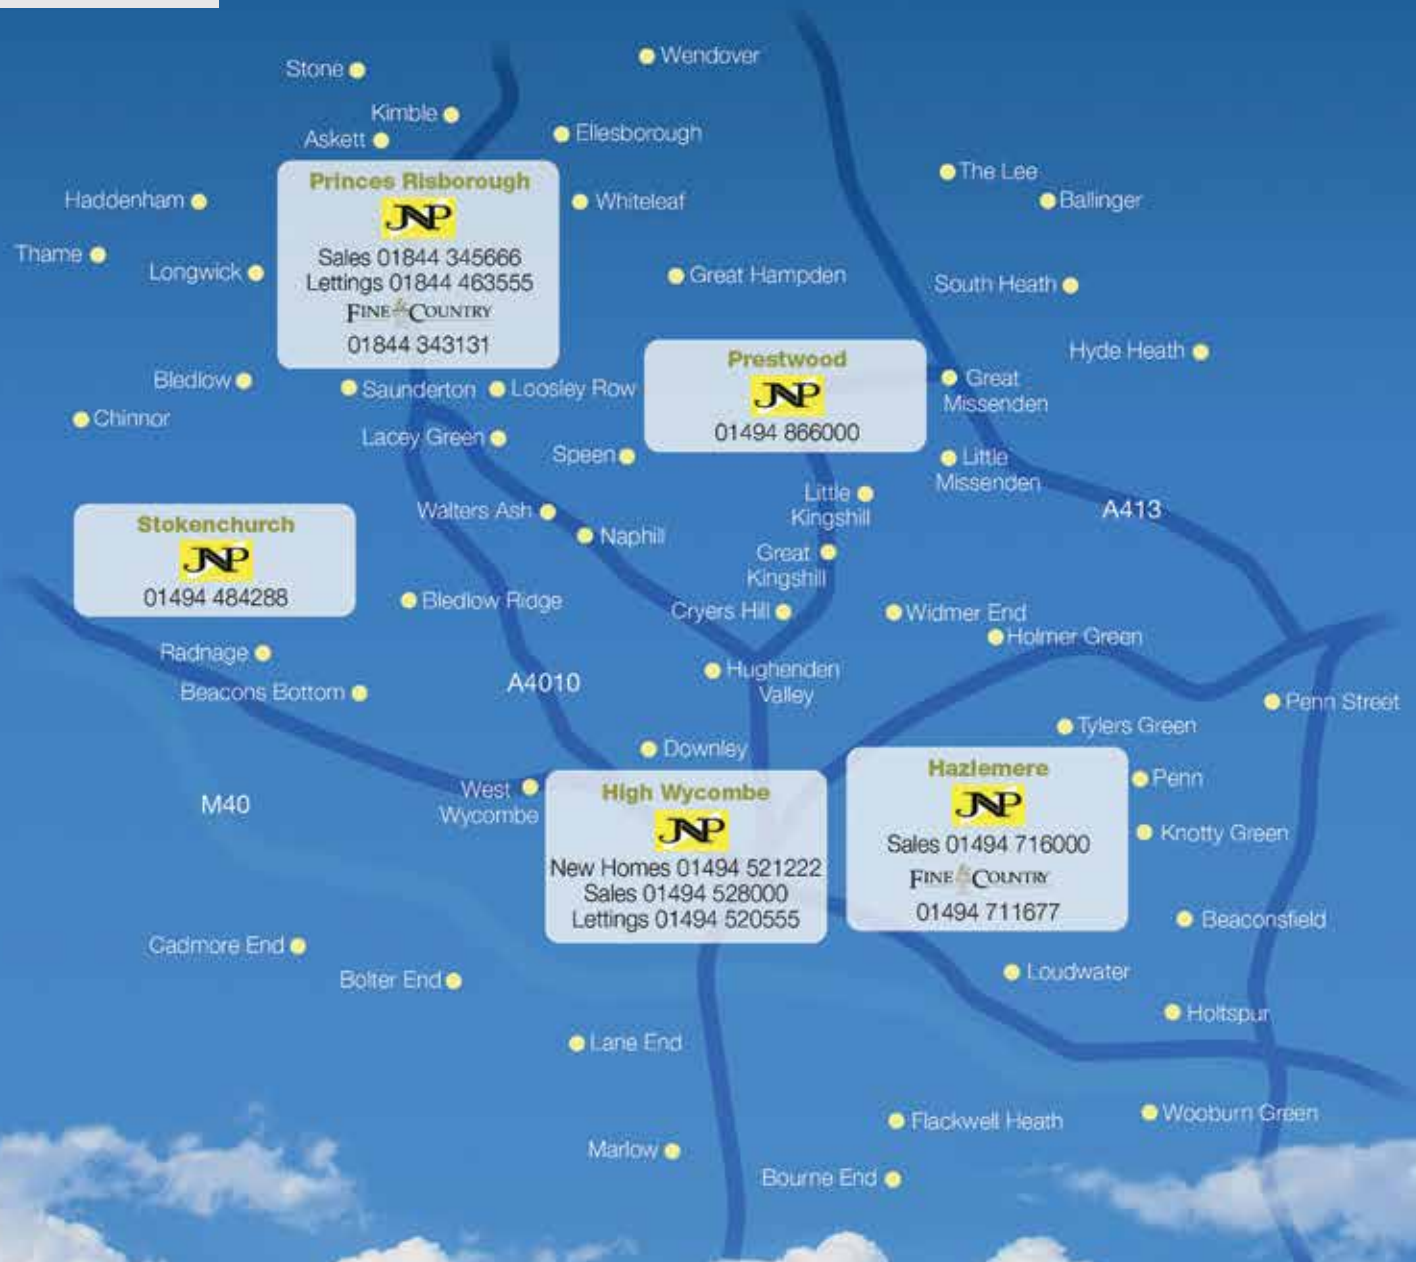 Wendover
Stone
Kimble
Askett
Ellesborough
The Lee
Ballinger
Haddenham
Whiteleaf
Princes Risborough
JNP
Sales 01844 345666
Lettings 01844 463555
FINE & COUNTRY
01844 343131
Thame
Longwick
Great Hampden
South Heath
Hyde Heath
Prestwood
JNP
01494 866000
Great
Missenden
Bledlow
Saunderton
Loosley Row
Chinnor
Lacey Green
Speen
Little
Missenden
Little
Kingshill
A413
Walters Ash
Naphill
Stokenchurch
JNP
01494 484288
Great
Kingshill
Bledlow Ridge
Cryers Hill
Widmer End
Holmer Green
Radnage
Beacons Bottom
A4010
Hughenden
Valley
Penn Street
Tylers Green
Downley
West
Wycombe
M40
High Wycombe
JNP
New Homes 01494 521222
Sales 01494 528000
Lettings 01494 520555
Hazlemere
JNP
Sales 01494 716000
FINE & COUNTRY
01494 711677
Penn
Knotty Green
Beaconsfield
Cadmore End
Bolter End
Loudwater
Holtspur
Lane End
Flackwell Heath
Wooburn Green
Marlow
Bourne End